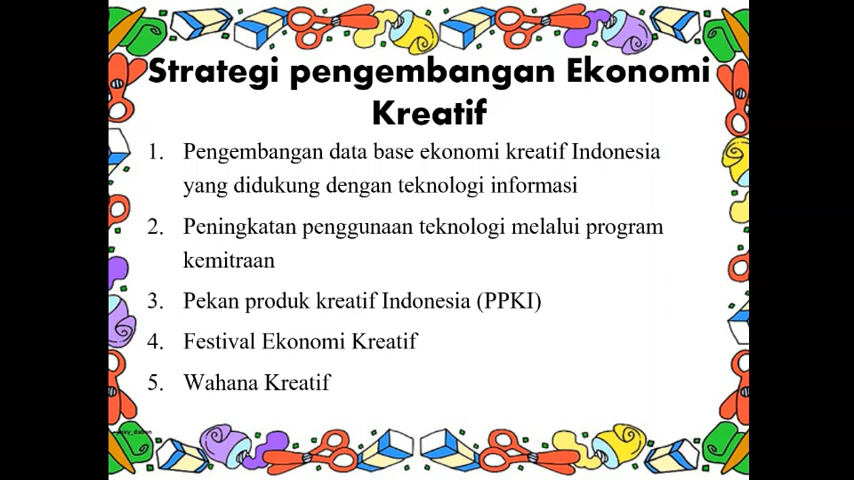 Strategi pengembangan Ekonomi
Kreatif
1. Pengembangan data base ekonomi kreatif Indonesia
yang didukung dengan teknologi informasi
2. Peningkatan penggunaan teknologi melalui program
kemitraan
3. Pekan produk kreatif Indonesia (PPKI)
4. Festival Ekonomi Kreatif
5. Wahana Kreatif